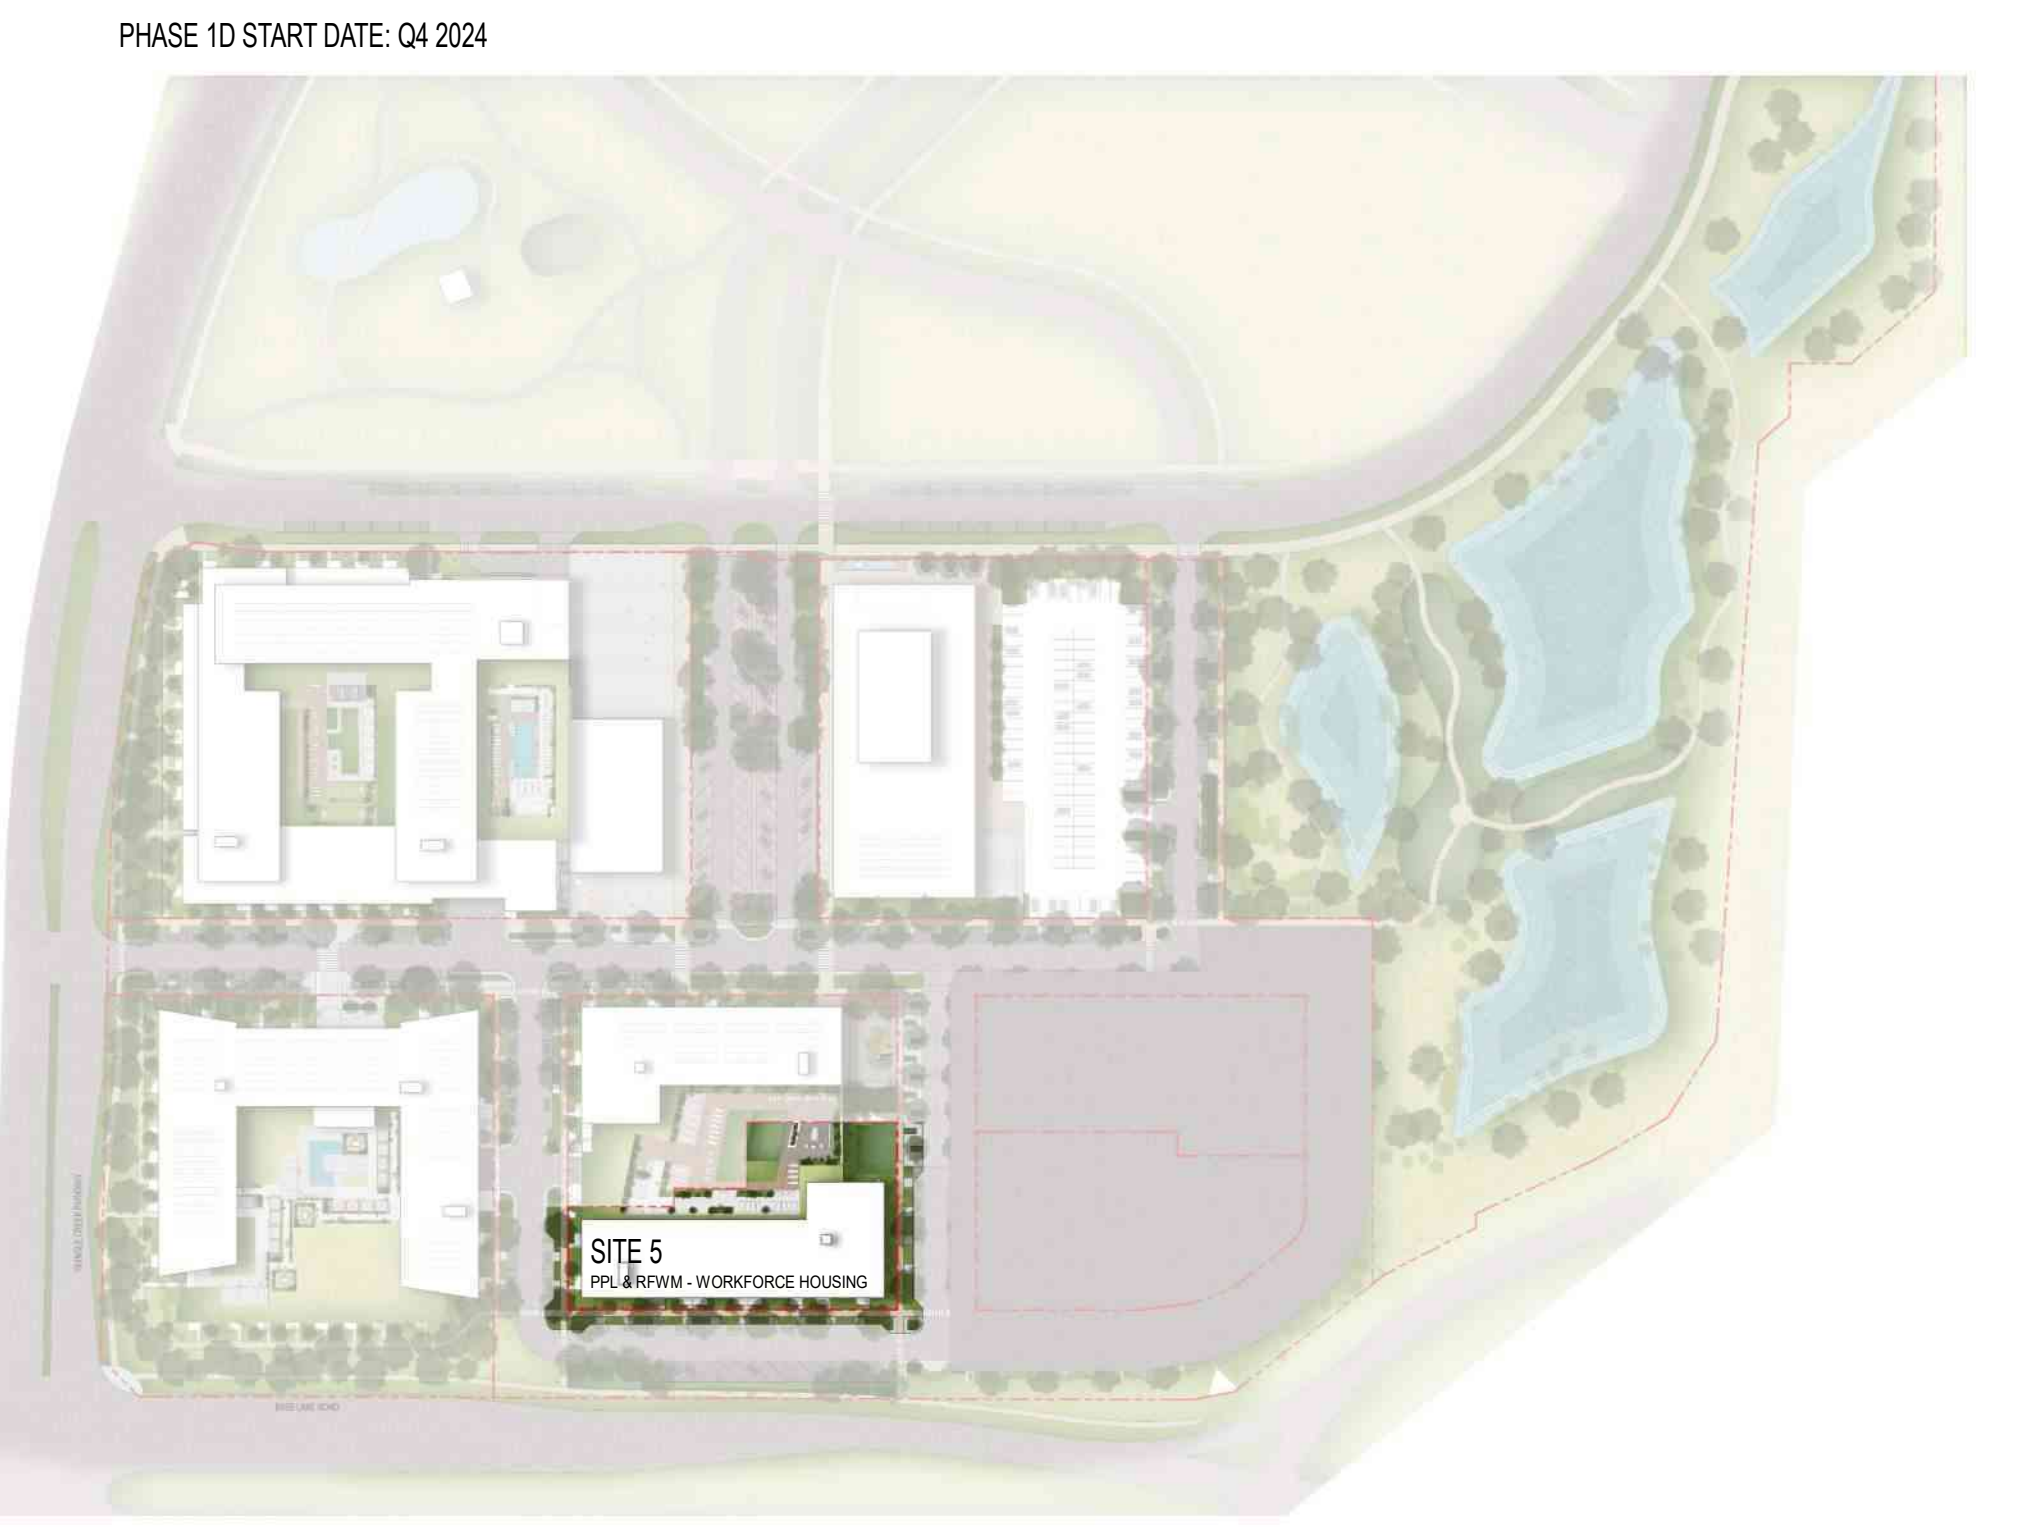 PHASE 1D START DATE: Q4 2024
SITE 5
PPL & RFWM - WORKFORCE HOUSING